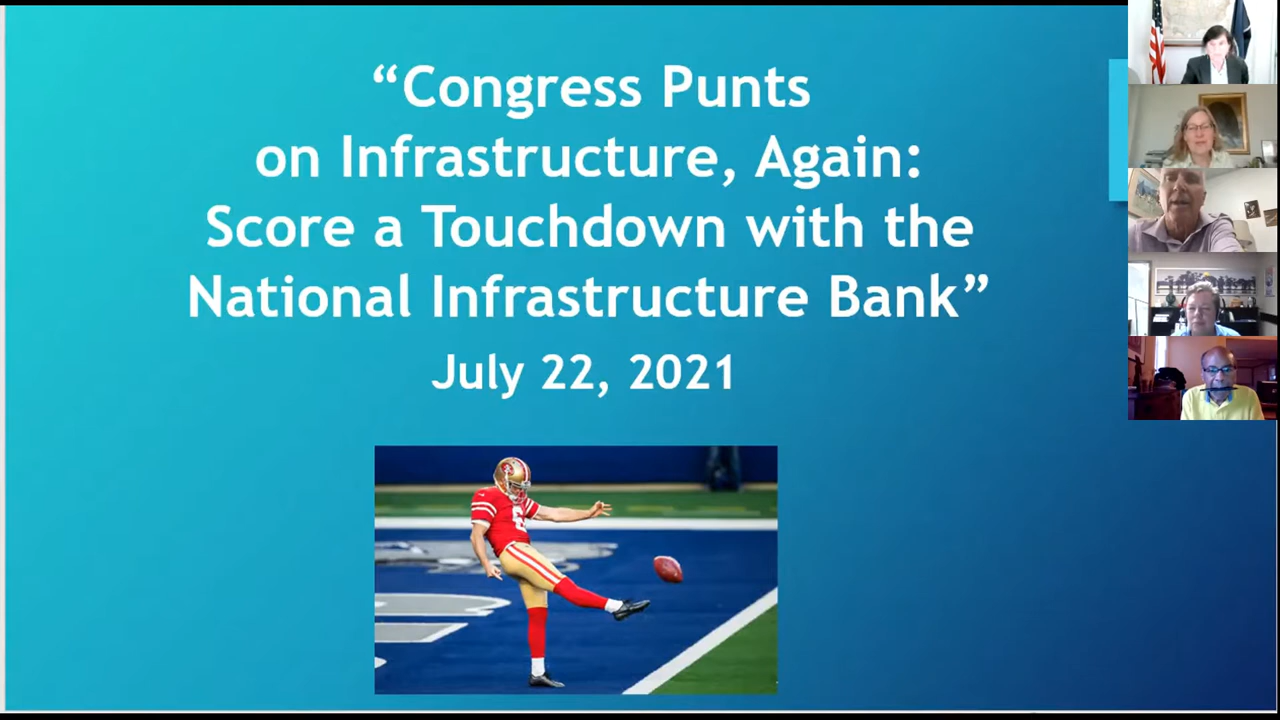 “Congress Punts
on Infrastructure, Again:
Score a Touchdown with the
National Infrastructure Bank”
July 22, 2021